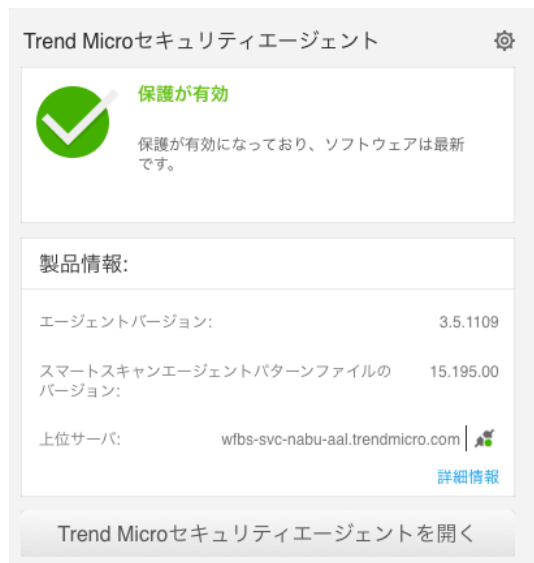 Trend Microセキュリティエージェント
保護が有効
保護が有効になっており、ソフトウェアは最新
です。
製品情報:
エージェントバージョン: 3.5.1109
スマートスキャンエージェントパターンファイルの 15.195.00
バージョン:
上位サーバ: wfbs-svc-nabu-aal.trendmicro.com
詳細情報
Trend Microセキュリティエージェントを開く